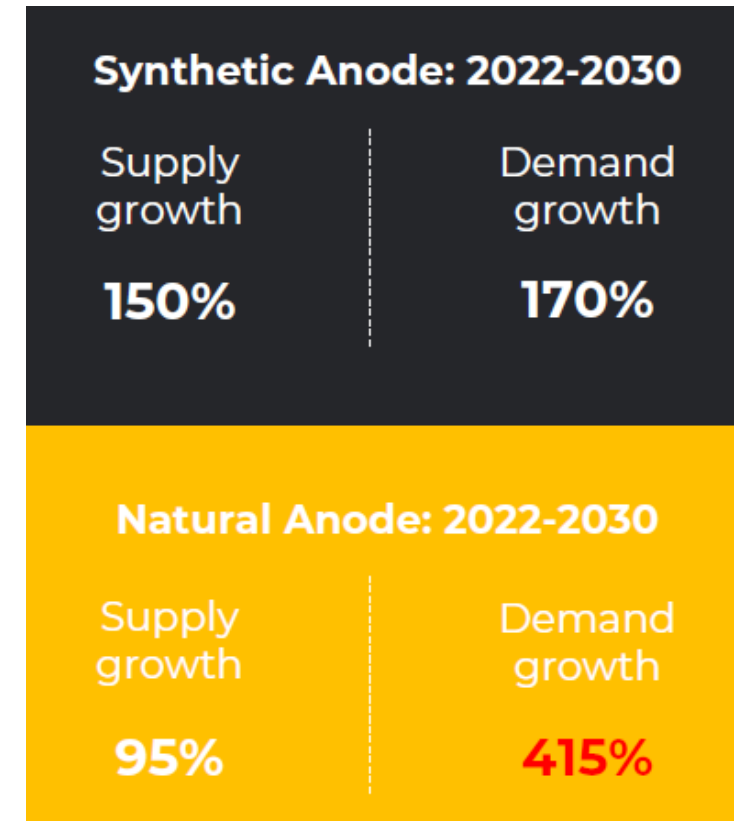 Synthetic Anode: 2022-2030
Supply
growth
150%
Demand
growth
170%
Natural Anode: 2022-2030
Supply
growth
95%
Demand
growth
415%